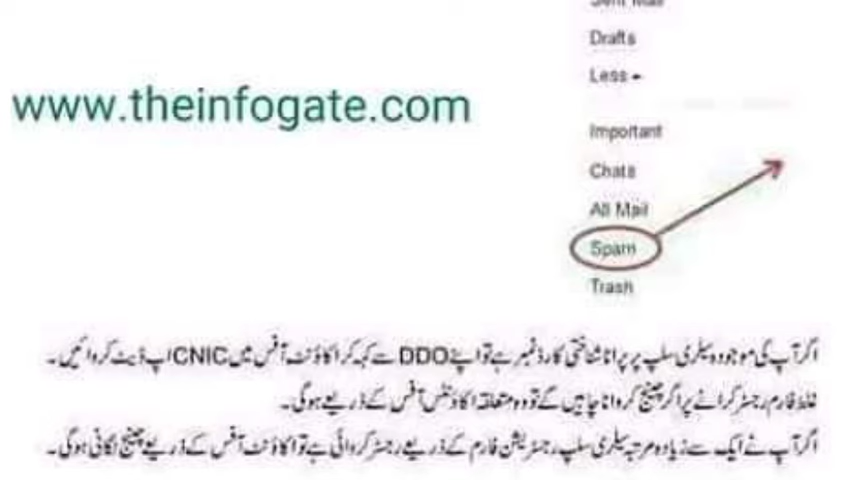 Sent Mail
Drafts
Less
www.theinfogate.com
Important
Chats
All Mail
Spam
Trash
اگر آپ کی موجودہ سیلری سلپ پر پرانا شناختی کارڈ نمبر ہے تو اپنے DDO سے کہہ کر اکاؤنٹ آفس میں CNIC اپ ڈیٹ کروائیں۔
غلط فارم رجسٹر کرانے پر اگر چینج کروانا چاہیں گے تو وہ متعلقہ اکاؤنٹس آفس کے ذریعے ہوگی۔
اگر آپ نے ایک سے زیادہ مرتبہ سیلری سلپ رجسٹریشن فارم کے ذریعے رجسٹر کروائی ہے تو اکاؤنٹ آفس کے ذریعے چینج لگانی ہوگی۔